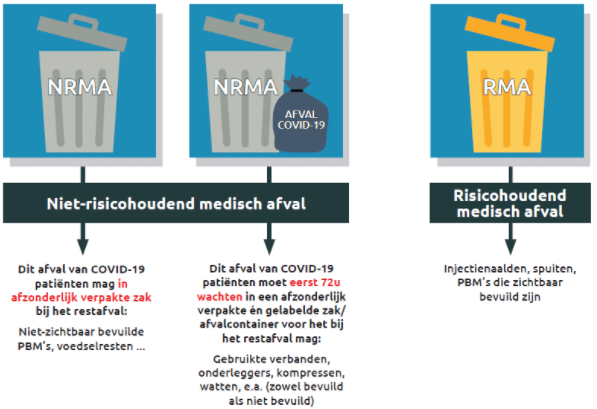 NRMA
NRMA
AFVAL
COVID-19
RMA
Niet-risicohoudend medisch afval
Risicohoudend
medisch afval
Dit afval van COVID-19
patiënten mag in
afzonderlijk verpakte zak
bij het restafval:
Niet-zichtbaar bevuilde
PBM's, voedselresten ...
Dit afval van COVID-19
patiënten moet eerst 72u
wachten in een afzonderlijk
verpakte én gelabelde zak/
afvalcontainer voor het bij
het restafval mag:
Gebruikte verbanden,
onderleggers, kompressen,
watten, e.a. (zowel bevuild
als niet bevuild)
Injectienaalden, spuiten,
PBM's die zichtbaar
bevuild zijn